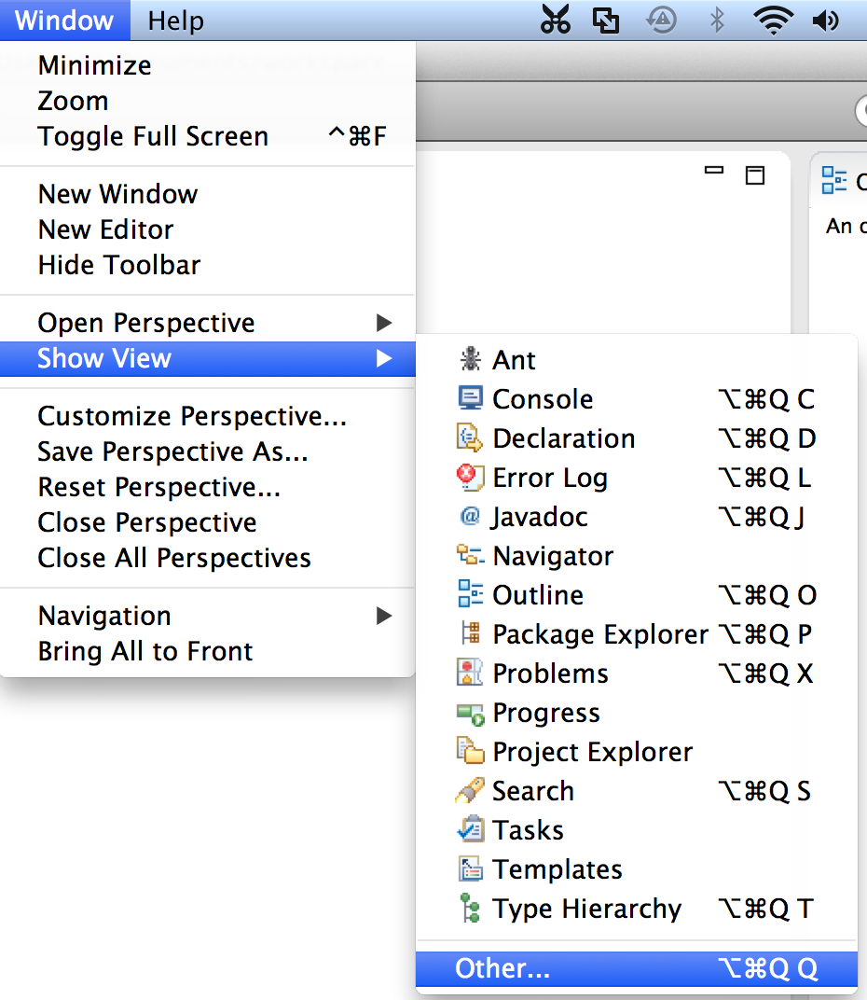 Window Help
Minimize
Zoom
Toggle Full Screen ^⌘F
New Window
New Editor
Hide Toolbar
Open Perspective
Show View
Customize Perspective...
Save Perspective As...
Reset Perspective...
Close Perspective
Close All Perspectives
Navigation
Bring All to Front
Ant
Console ⌥⌘Q C
Declaration ⌥⌘Q D
Error Log ⌥⌘Q L
Javadoc ⌥⌘Q J
Navigator
Outline ⌥⌘Q O
Package Explorer ⌥⌘Q P
Problems ⌥⌘Q X
Progress
Project Explorer
Search ⌥⌘Q S
Tasks
Templates
Type Hierarchy ⌥⌘Q T
Other... ⌥⌘Q Q
An